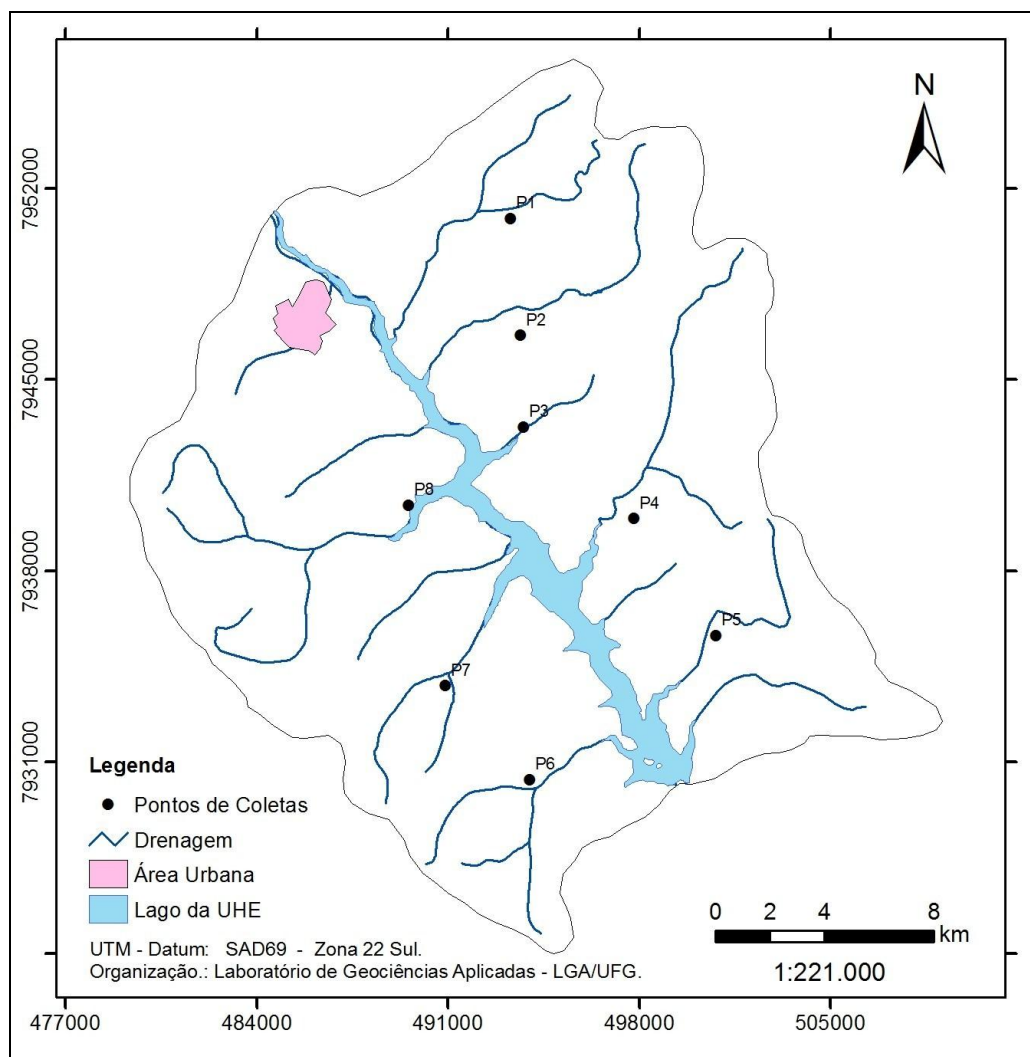 N
7952000
7945000
7938000
7931000
P1
P2
P3
P8
P4
P5
P7
P6
Legenda
Pontos de Coletas
Drenagem
Área Urbana
Lago da UHE
UTM - Datum: SAD69 - Zona 22 Sul.
Organização.: Laboratório de Geociências Aplicadas - LGA/UFG.
0 2 4 8
km
1:221.000
477000 484000 491000 498000 505000